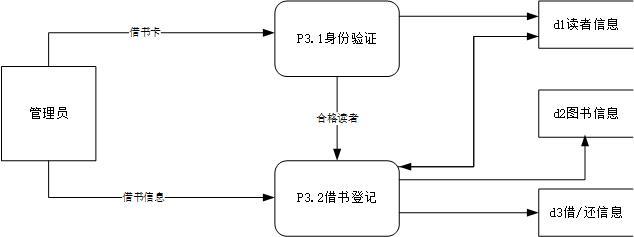 借书卡
P3.1身份验证
d1读者信息
管理员
合格读者
d2图书信息
借书信息
P3.2借书登记
d3借/还信息